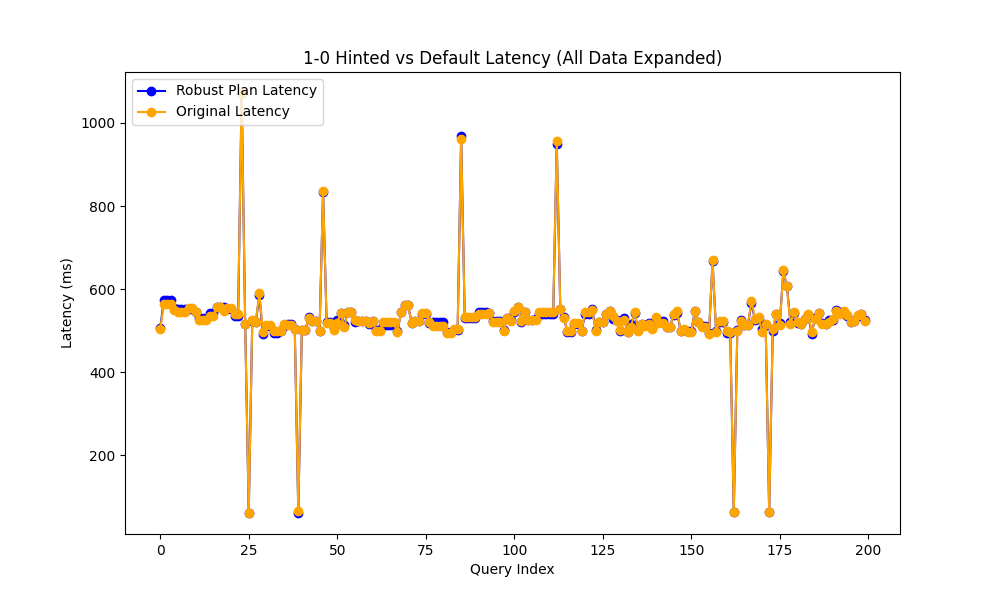 1-0 Hinted vs Default Latency (All Data Expanded)
Robust Plan Latency
Original Latency
1000
800
600
400
200
Latency (ms)
0 25 50 75 100 125 150 175 200
Query Index